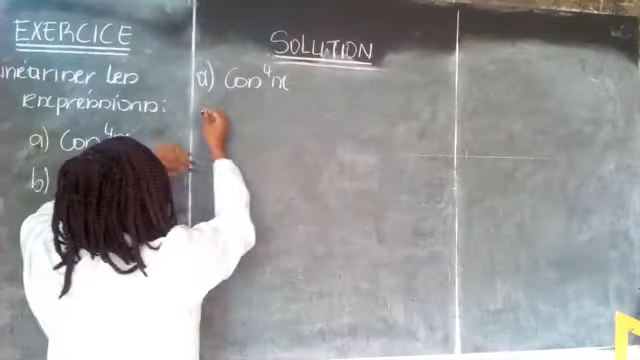 EXERCICE
linéariser les
expressions:
a) Cos⁴x
b)
SOLUTION
a) Cos⁴x